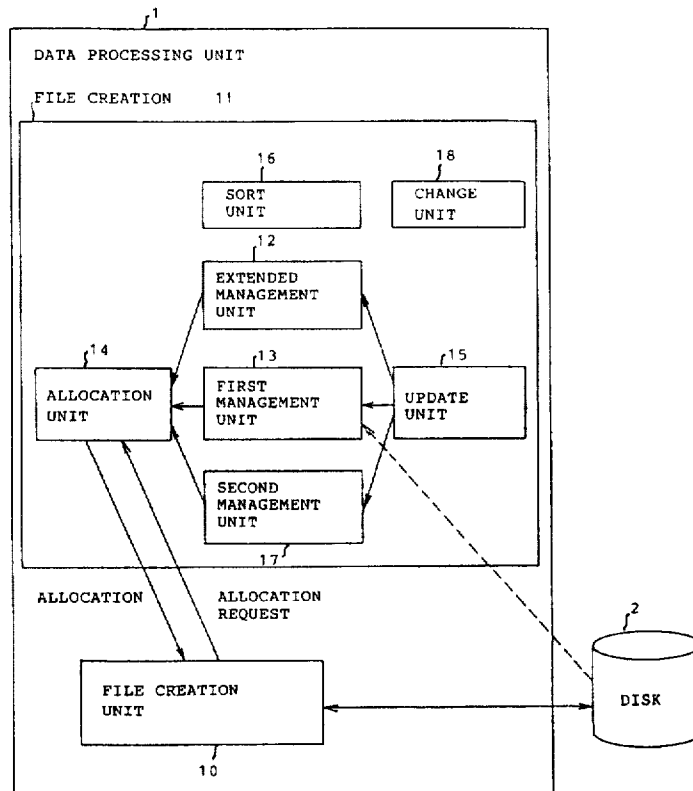 1
DATA PROCESSING UNIT
FILE CREATION 11
16
SORT
UNIT
18
CHANGE
UNIT
12
EXTENDED
MANAGEMENT
UNIT
14
ALLOCATION
UNIT
13
FIRST
MANAGEMENT
UNIT
15
UPDATE
UNIT
SECOND
MANAGEMENT
UNIT
17
ALLOCATION
ALLOCATION
REQUEST
2
DISK
FILE CREATION
UNIT
10